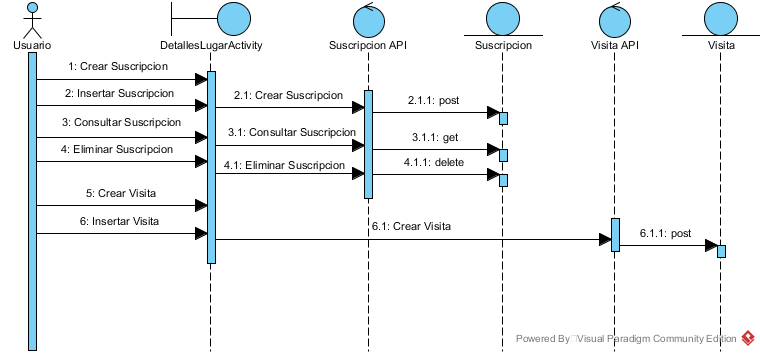 Usuario
DetallesLugarActivity
Suscripcion API
Suscripcion
Visita API
Visita
1: Crear Suscripcion
2: Insertar Suscripcion
2.1: Crear Suscripcion
2.1.1: post
3: Consultar Suscripcion
3.1: Consultar Suscripcion
3.1.1: get
4: Eliminar Suscripcion
4.1: Eliminar Suscripcion
4.1.1: delete
5: Crear Visita
6: Insertar Visita
6.1: Crear Visita
6.1.1: post
Powered By Visual Paradigm Community Edition